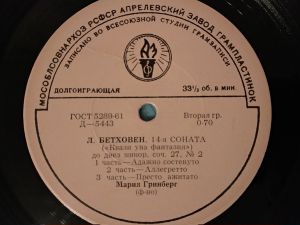 МОСОБЛСОВНАРХОЗ РСФСР АПРЕЛЕВСКИЙ ЗАВОД ГРАМПЛАСТИНОК
ЗАПИСАНО ВО ВСЕСОЮЗНОЙ СТУДИИ ГРАМЗАПИСИ
ДОЛГОИГРАЮЩАЯ
33⅓ об. в мин.
ГОСТ 5289-61
Вторая гр.
Д—5443
0-70
Л. БЕТХОВЕН. 14-я СОНАТА
(«Квази уна фантазия»)
до диез минор, соч. 27, № 2
1 часть—Адажио состенуто
2 часть—Аллегретто
3 часть—Престо ажитато
Мария Гринберг
(ф-но)